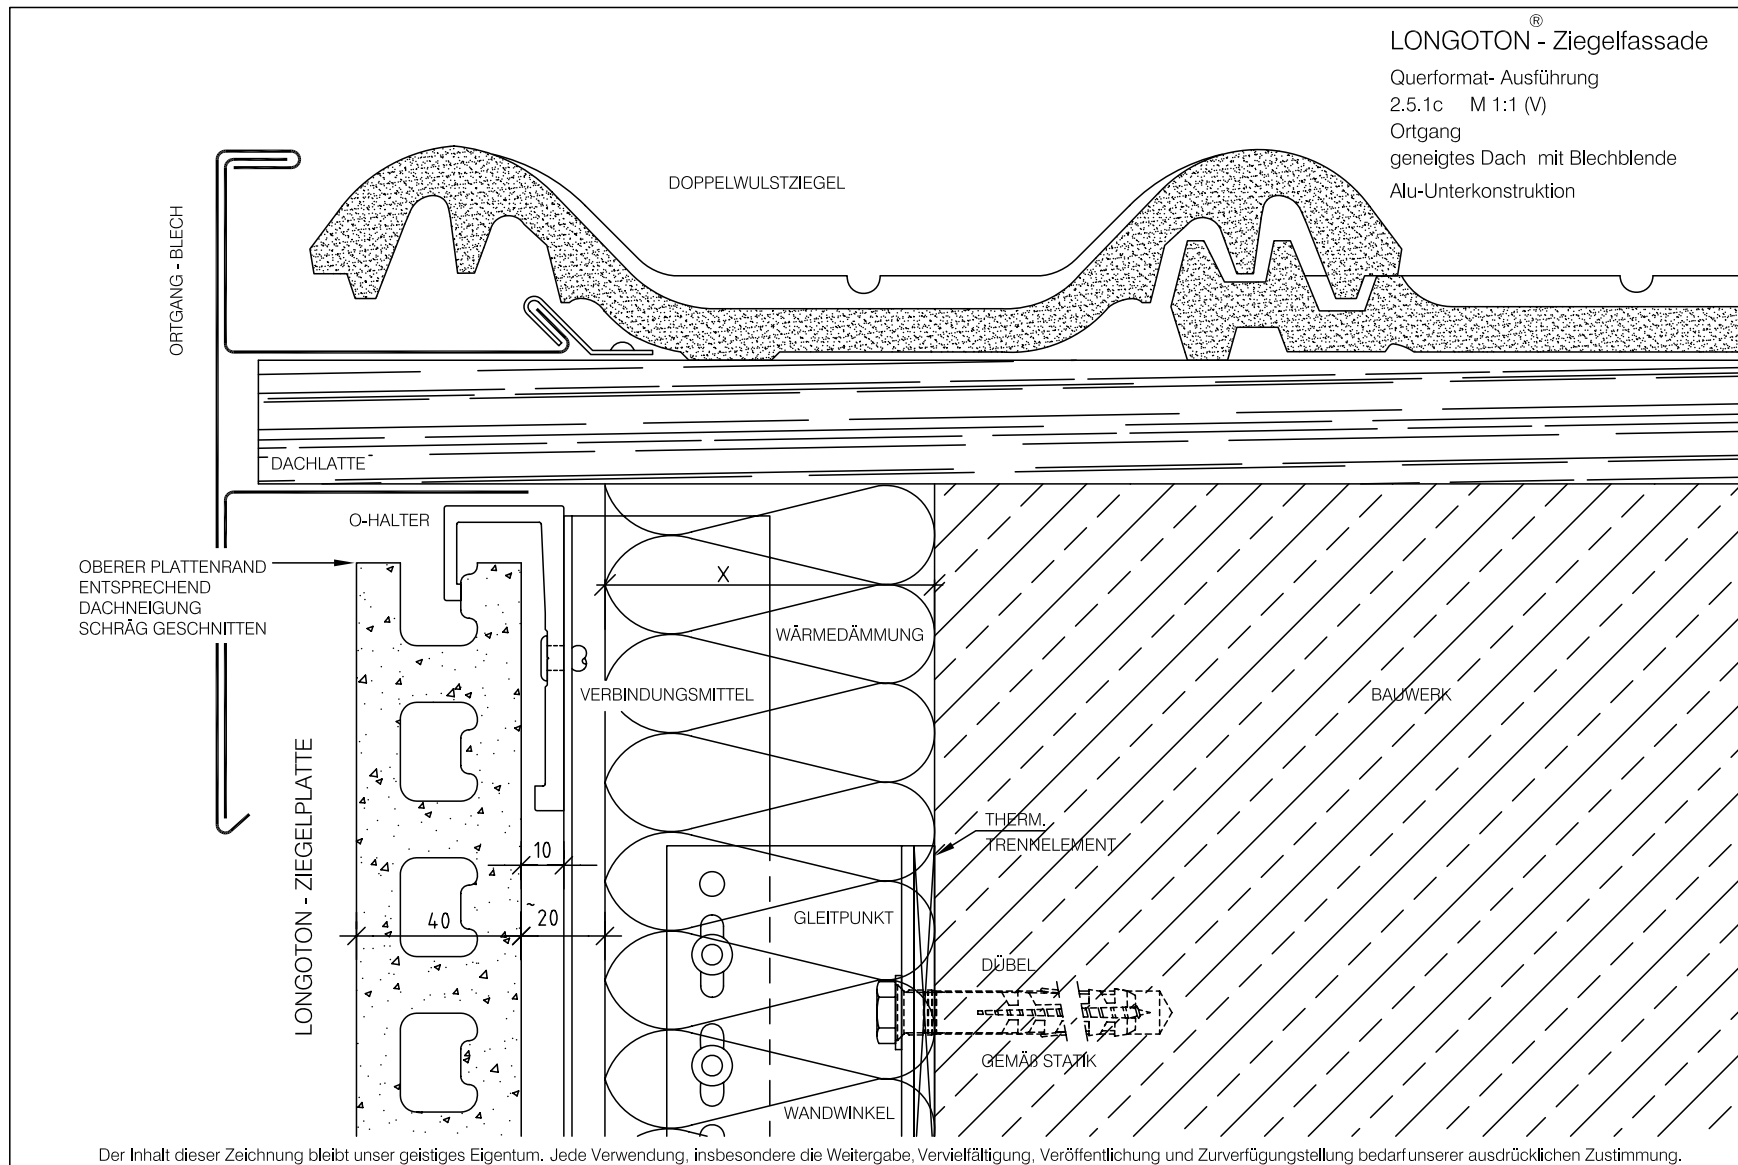 LONGOTON® - Ziegelfassade
Querformat- Ausführung
2.5.1c M 1:1 (V)
Ortgang
geneigtes Dach mit Blechblende
Alu-Unterkonstruktion
DOPPELWULSTZIEGEL
ORTGANG - BLECH
DACHLATTE
O-HALTER
OBERER PLATTENRAND
ENTSPRECHEND
DACHNEIGUNG
SCHRÄG GESCHNITTEN
X
WÄRMEDÄMMUNG
VERBINDUNGSMITTEL
BAUWERK
LONGOTON - ZIEGELPLATTE
THERM.
TRENNELEMENT
10
40
~20
GLEITPUNKT
DÜBEL
GEMÄß STATIK
WANDWINKEL
Der Inhalt dieser Zeichnung bleibt unser geistiges Eigentum. Jede Verwendung, insbesondere die Weitergabe, Vervielfältigung, Veröffentlichung und Zurverfügungstellung bedarf unserer ausdrücklichen Zustimmung.